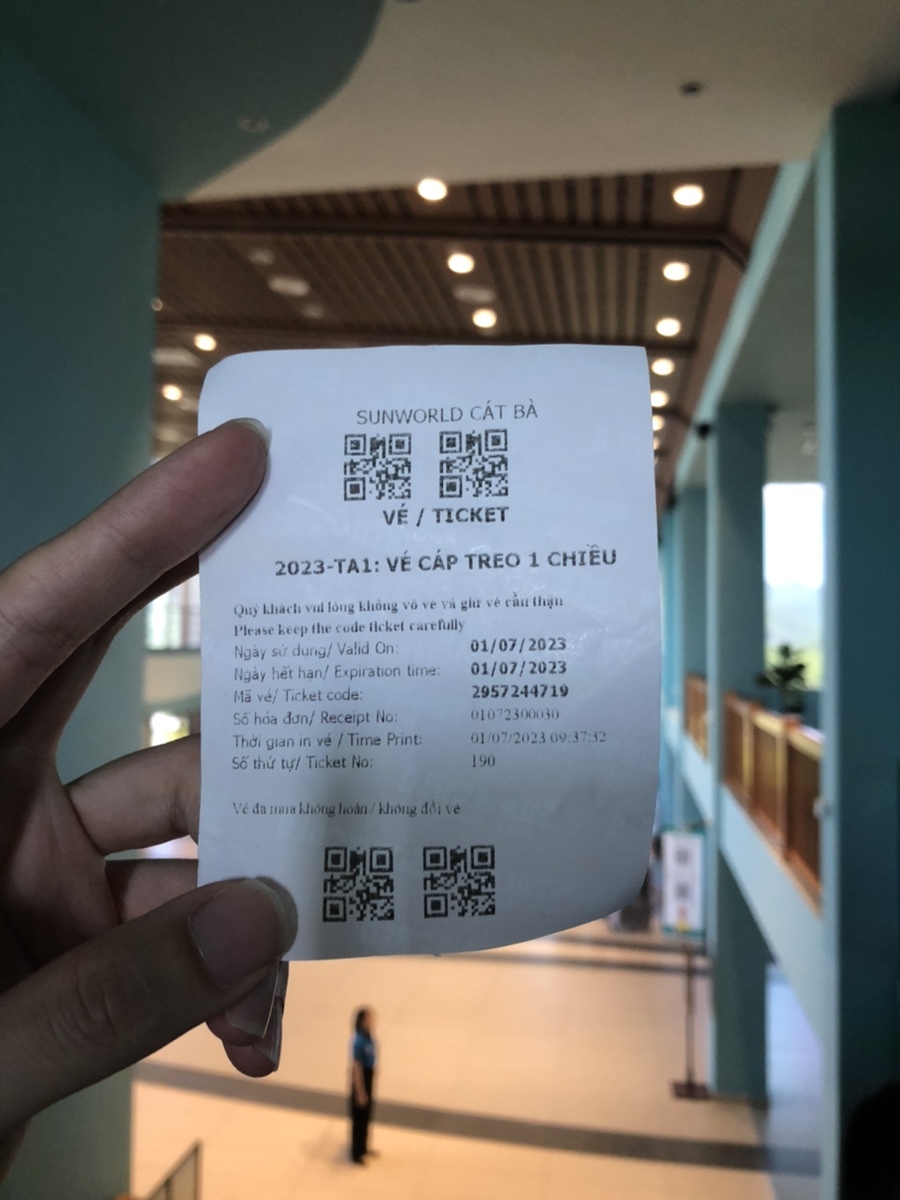 SUNWORLD CÁT BÀ
VÉ / TICKET
2023-TA1: VÉ CÁP TREO 1 CHIỀU
Quý khách vui lòng không vò vé và giữ vé cẩn thận
Please keep the code ticket carefully
Ngày sử dụng/ Valid On: 01/07/2023
Ngày hết hạn/ Expiration time: 01/07/2023
Mã vé/ Ticket code: 2957244719
Số hóa đơn/ Receipt No: 01072300030
Thời gian in vé / Time Print: 01/07/2023 09:37:32
Số thứ tự/ Ticket No: 190
Vé đã mua không hoàn / không đổi vé